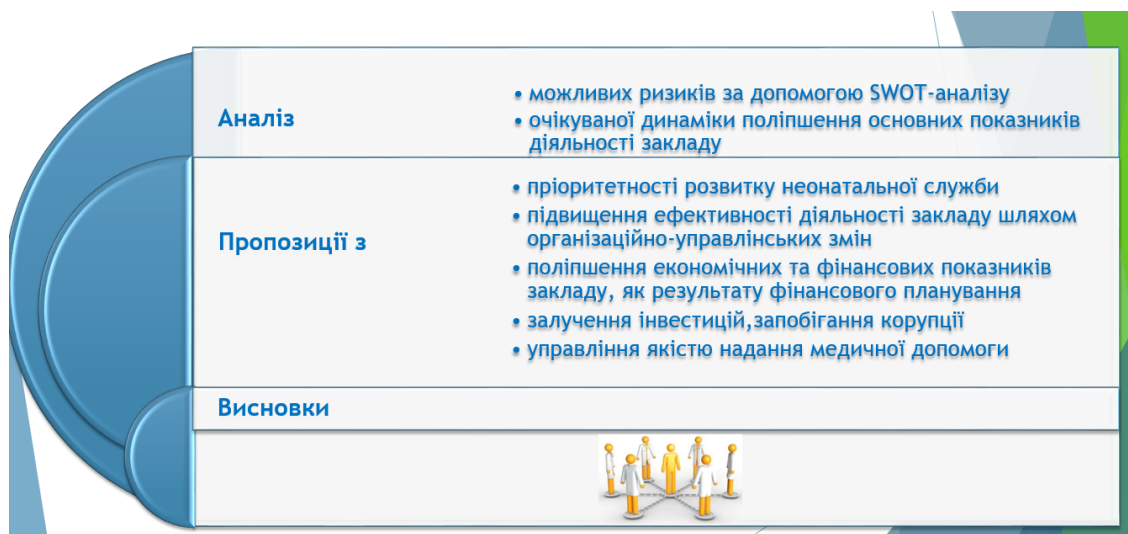 Аналіз
• можливих ризиків за допомогою SWOT-аналізу
• очікуваної динаміки поліпшення основних показників
діяльності закладу
Пропозиції з
• пріоритетності розвитку неонатальної служби
• підвищення ефективності діяльності закладу шляхом
організаційно-управлінських змін
• поліпшення економічних та фінансових показників
закладу, як результату фінансового планування
• залучення інвестицій,запобігання корупції
• управління якістю надання медичної допомоги
Висновки